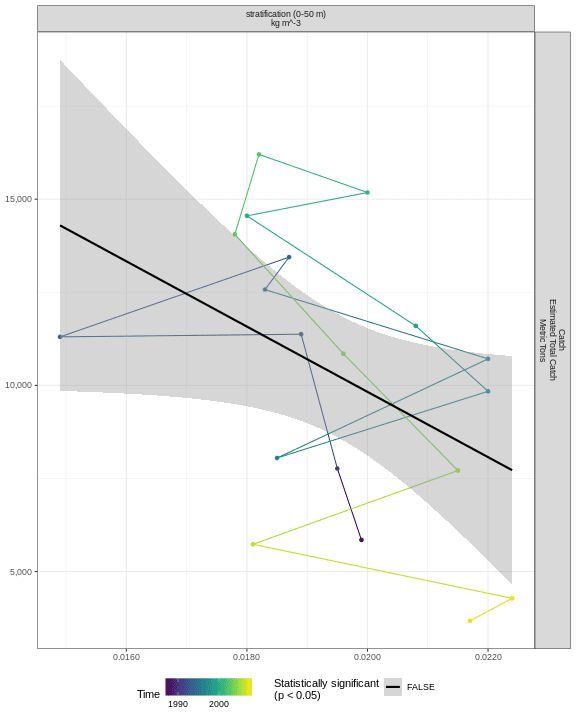 stratification (0-50 m)
kg m^-3
15,000
10,000
5,000
0.0160
0.0180
0.0200
0.0220
Catch
Estimated Total Catch
Metric Tons
Time
1990
2000
Statistically significant
(p < 0.05)
FALSE